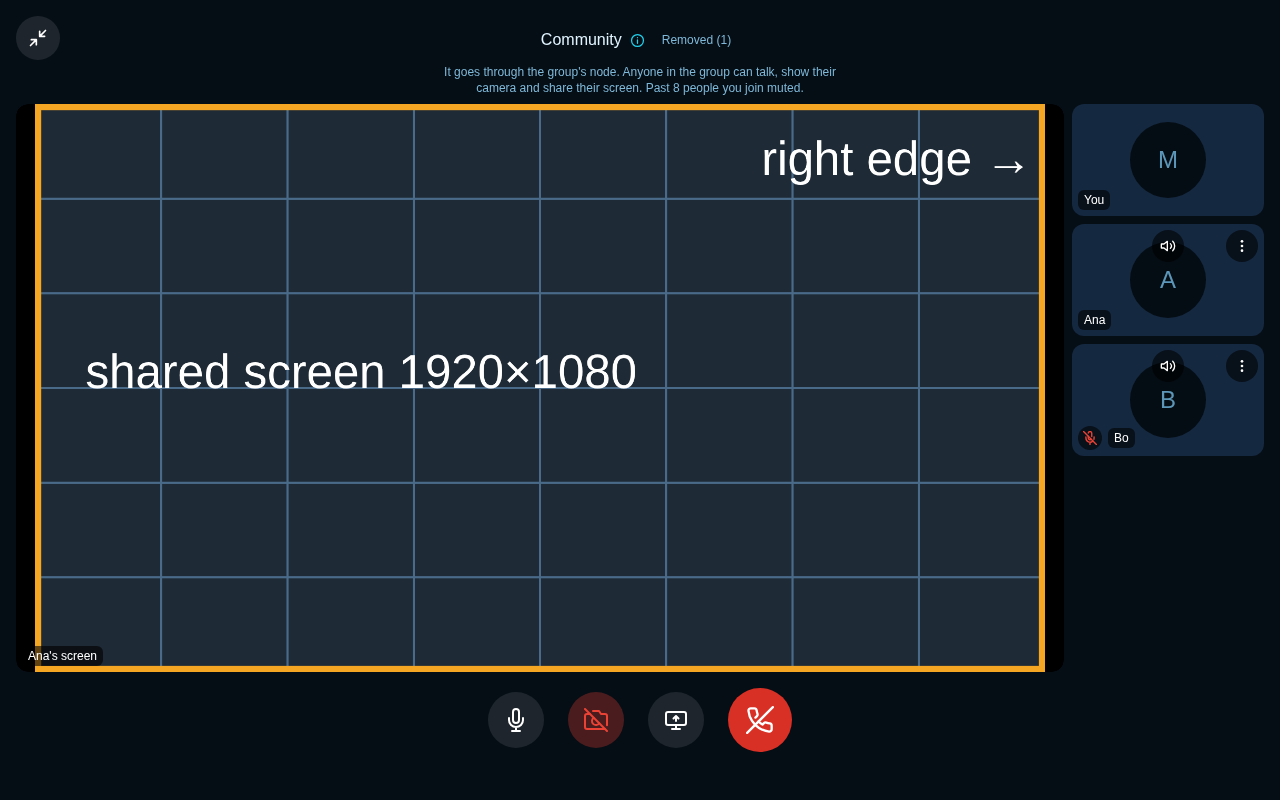 Community
Removed (1)
It goes through the group's node. Anyone in the group can talk, show their
camera and share their screen. Past 8 people you join muted.
right edge →
shared screen 1920×1080
Ana's screen
M
You
A
Ana
B
Bo